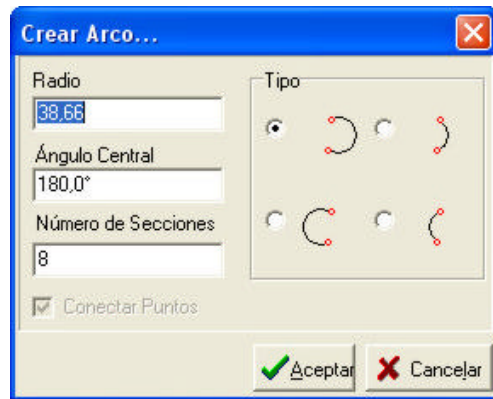 Crear Arco...
Radio
38,66
Ángulo Central
180,0°
Número de Secciones
8
Conectar Puntos
Tipo
Aceptar
Cancelar